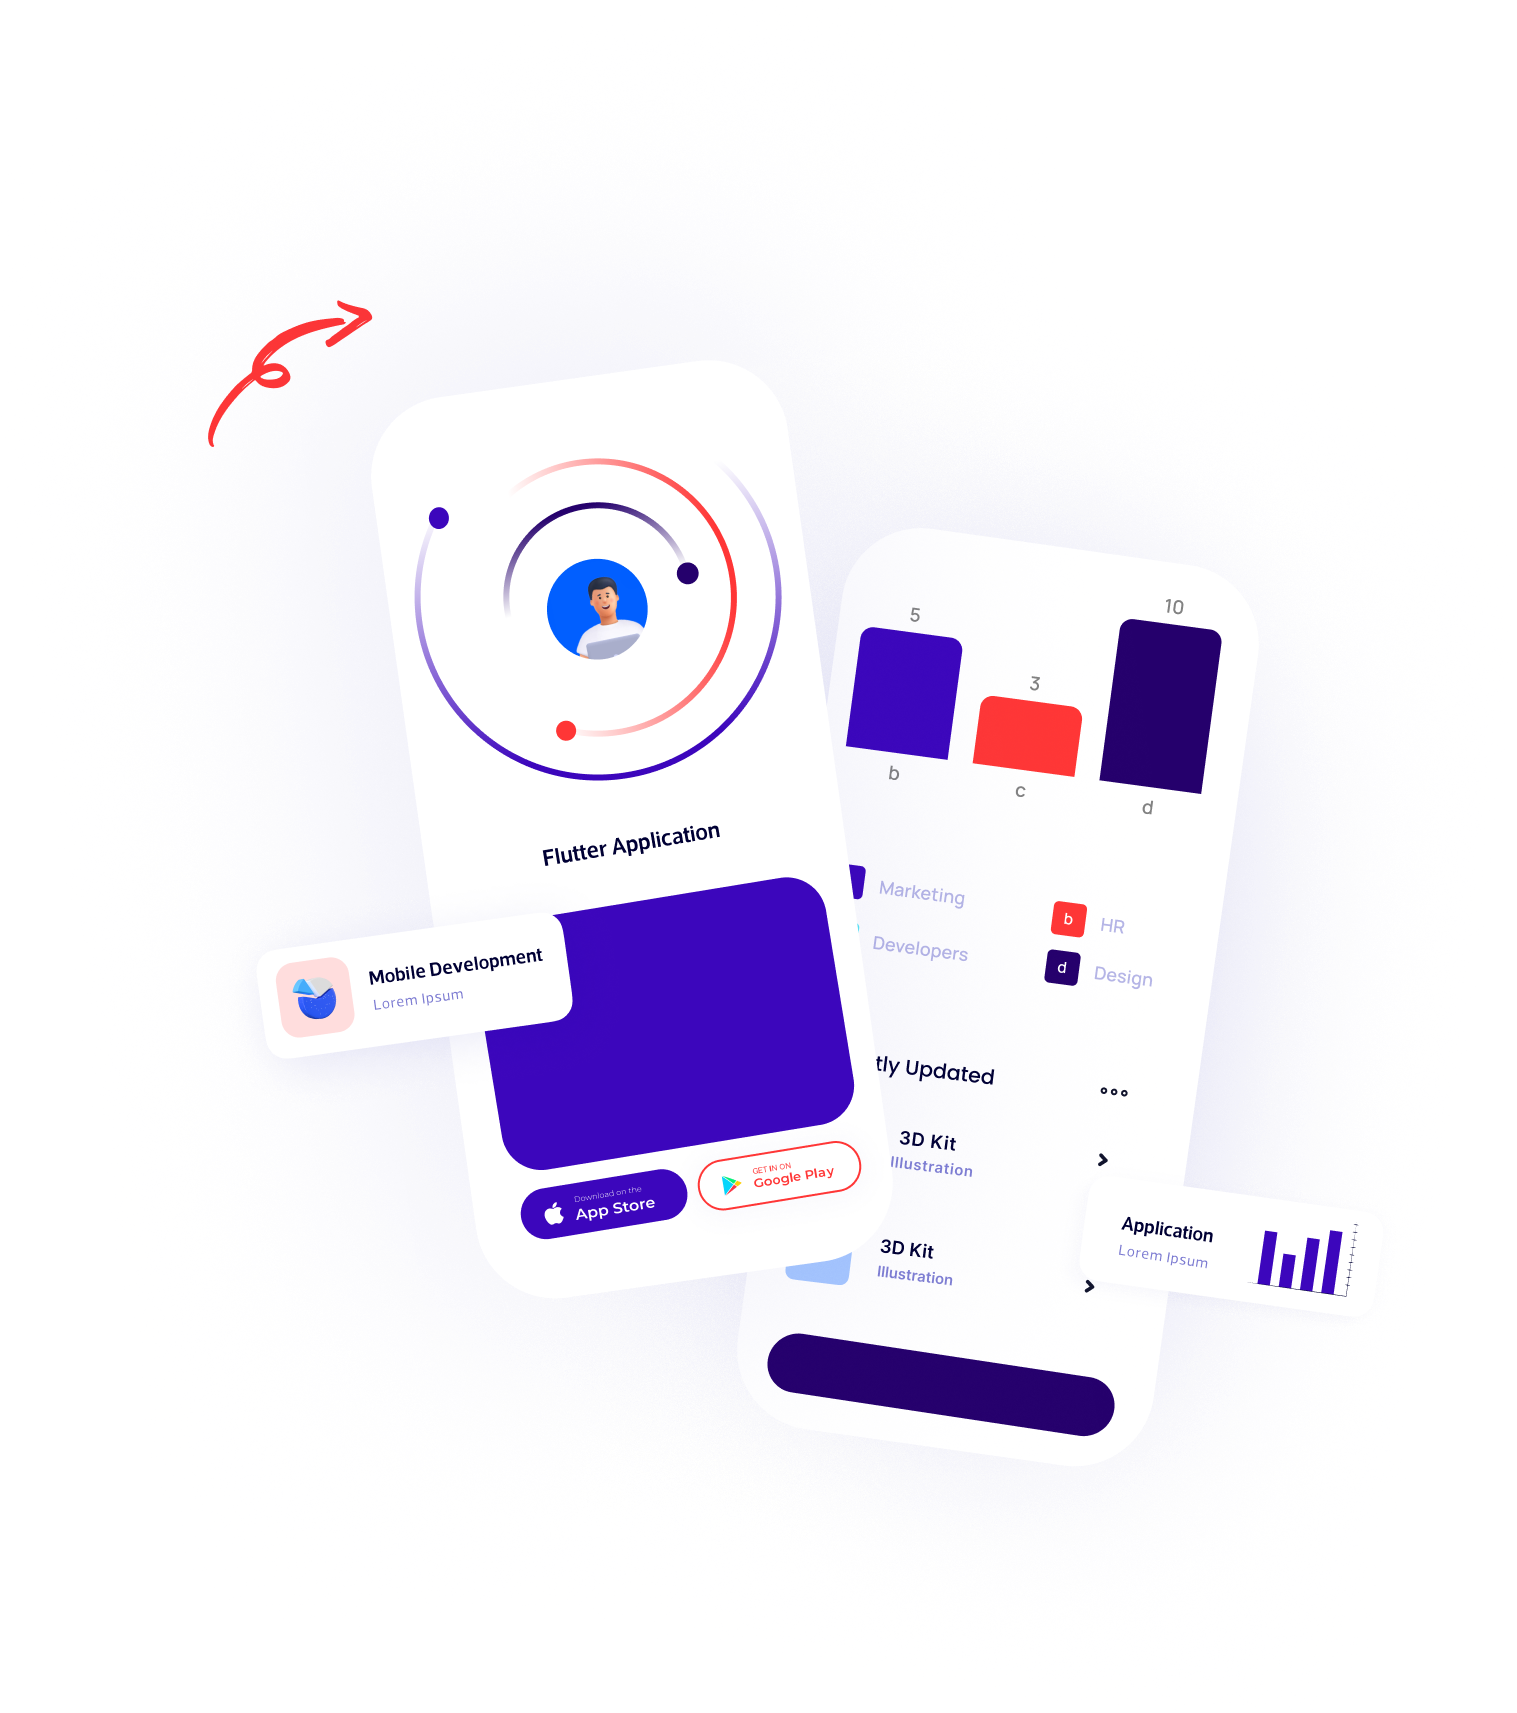 5
3
10
b
c
d
Flutter Application
Marketing
b
HR
Developers
d
Design
Mobile Development
Lorem Ipsum
tly Updated
3D Kit
Illustration
Download on the
App Store
GET IN ON
Google Play
3D Kit
Illustration
Application
Lorem Ipsum